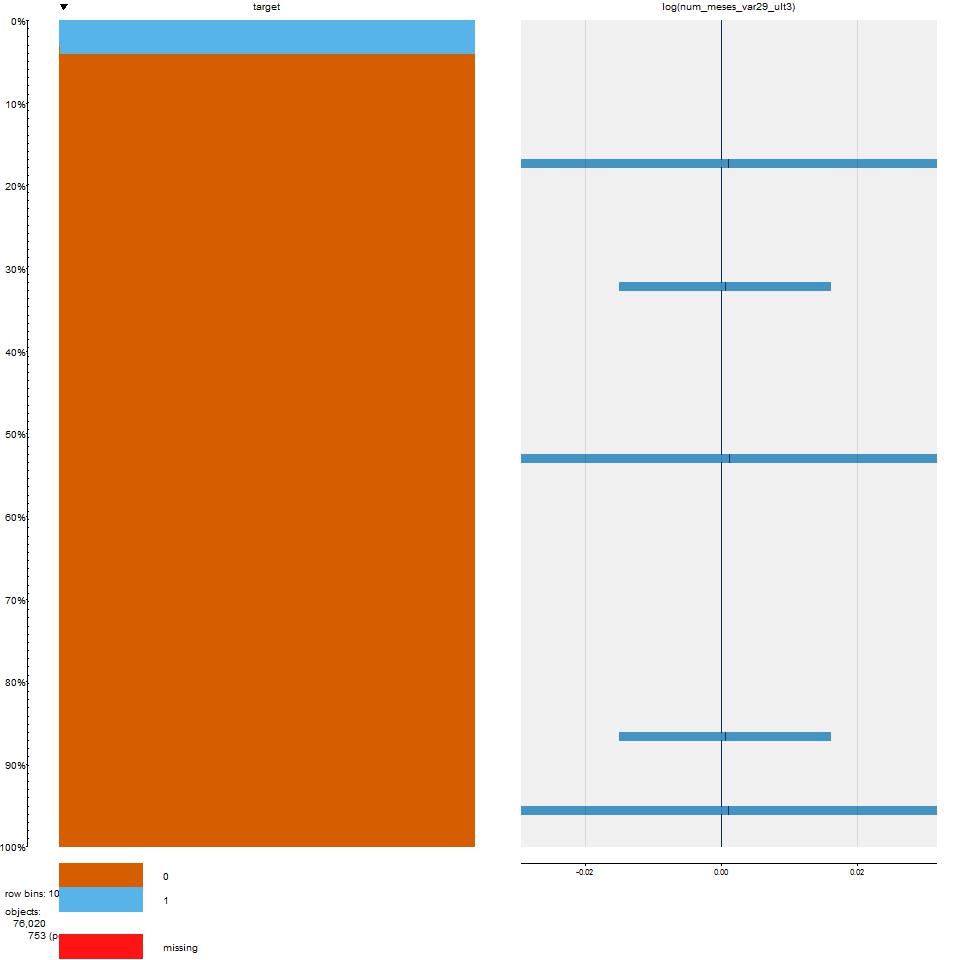 target
log(num_meses_var29_ult3)
0%
10%
20%
30%
40%
50%
60%
70%
80%
90%
100%
-0.02 0.00 0.02
0
row bins: 10
1
objects:
76,020
753 (p
missing